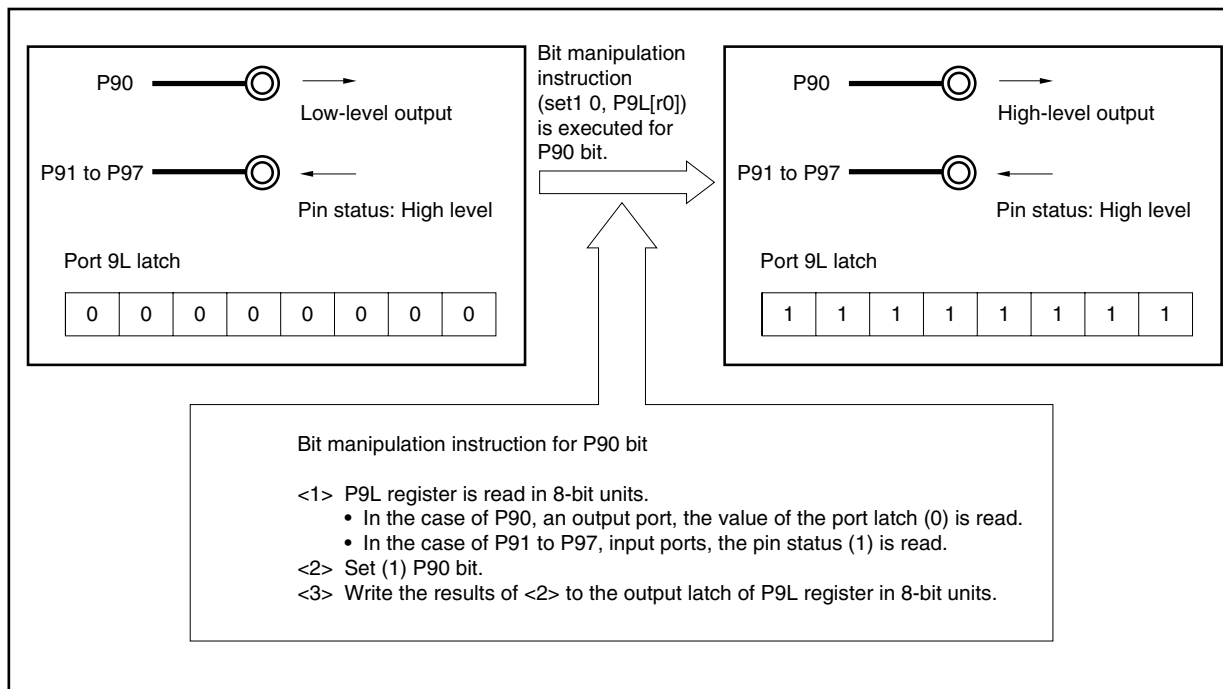 P90
Low-level output
P91 to P97
Pin status: High level
Port 9L latch
0 0 0 0 0 0 0 0
Bit manipulation
instruction
(set1 0, P9L[r0])
is executed for
P90 bit.
P90
High-level output
P91 to P97
Pin status: High level
Port 9L latch
1 1 1 1 1 1 1 1
Bit manipulation instruction for P90 bit
<1> P9L register is read in 8-bit units.
• In the case of P90, an output port, the value of the port latch (0) is read.
• In the case of P91 to P97, input ports, the pin status (1) is read.
<2> Set (1) P90 bit.
<3> Write the results of <2> to the output latch of P9L register in 8-bit units.